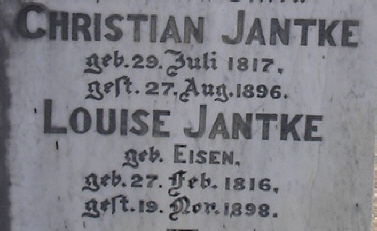 CHRISTIAN JANTKE
geb. 29. Juli 1817.
gest. 27. Aug. 1896.
LOUISE JANTKE
geb. EISEN.
geb. 27. Feb. 1816.
gest. 19. Nov. 1898.